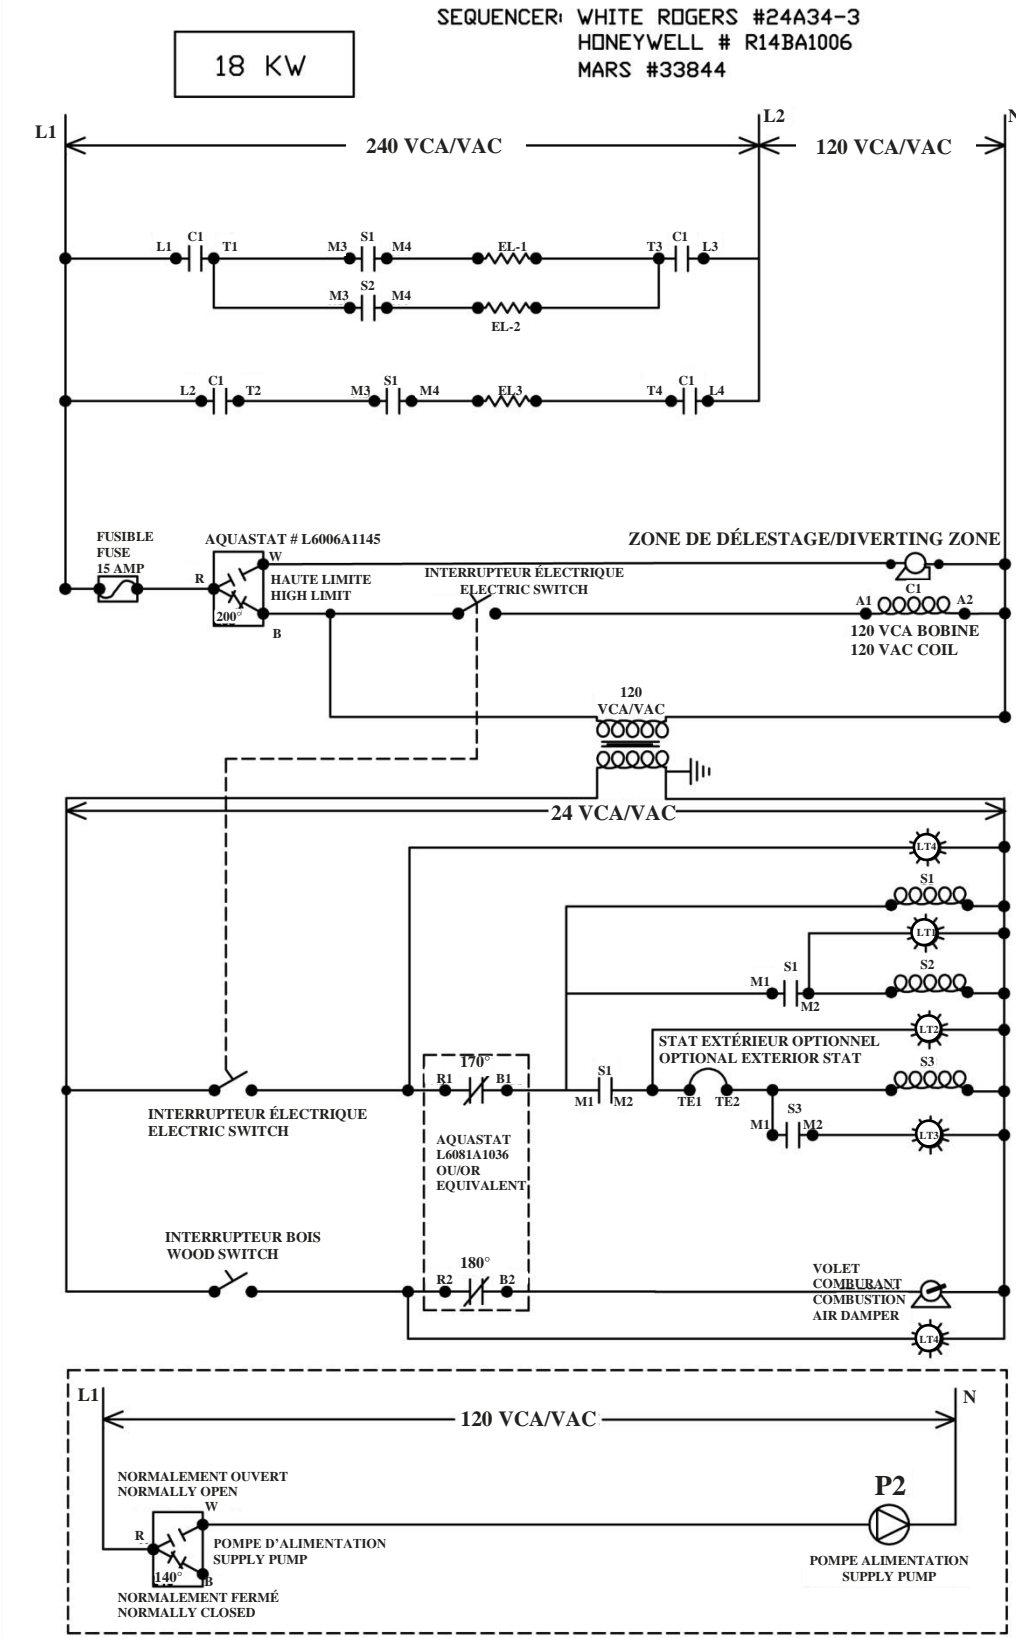 SEQUENCER: WHITE RODGERS #24A34-3
HONEYWELL # R14BA1006
MARS #33844
18 KW
L1
L2
N
240 VCA/VAC
120 VCA/VAC
L1 C1 T1 M3 S1 M4 EL-1 T3 C1 L3
M3 S2 M4
EL-2
L2 C1 T2 M3 S1 M4 EL3 T4 C1 L4
FUSIBLE
FUSE
15 AMP
AQUASTAT # L6006A1145
R
W
HAUTE LIMITE
HIGH LIMIT
200°
B
INTERRUPTEUR ÉLECTRIQUE
ELECTRIC SWITCH
ZONE DE DÉLESTAGE/DIVERTING ZONE
C1
A1
A2
120 VCA BOBINE
120 VAC COIL
120
VCA/VAC
24 VCA/VAC
LT4
S1
LT1
S1
M1
M2
S2
LT2
STAT EXTÉRIEUR OPTIONNEL
OPTIONAL EXTERIOR STAT
S3
170°
R1
B1
S1
M1 M2
TE1 TE2
S3
M1 M2
LT3
INTERRUPTEUR ÉLECTRIQUE
ELECTRIC SWITCH
AQUASTAT
L6081A1036
OU/OR
EQUIVALENT
INTERRUPTEUR BOIS
WOOD SWITCH
180°
R2
B2
VOLET
COMBURANT
COMBUSTION
AIR DAMPER
LT4
L1
N
120 VCA/VAC
NORMALEMENT OUVERT
NORMALLY OPEN
W
R
140°
B
POMPE D'ALIMENTATION
SUPPLY PUMP
NORMALEMENT FERMÉ
NORMALLY CLOSED
P2
POMPE ALIMENTATION
SUPPLY PUMP